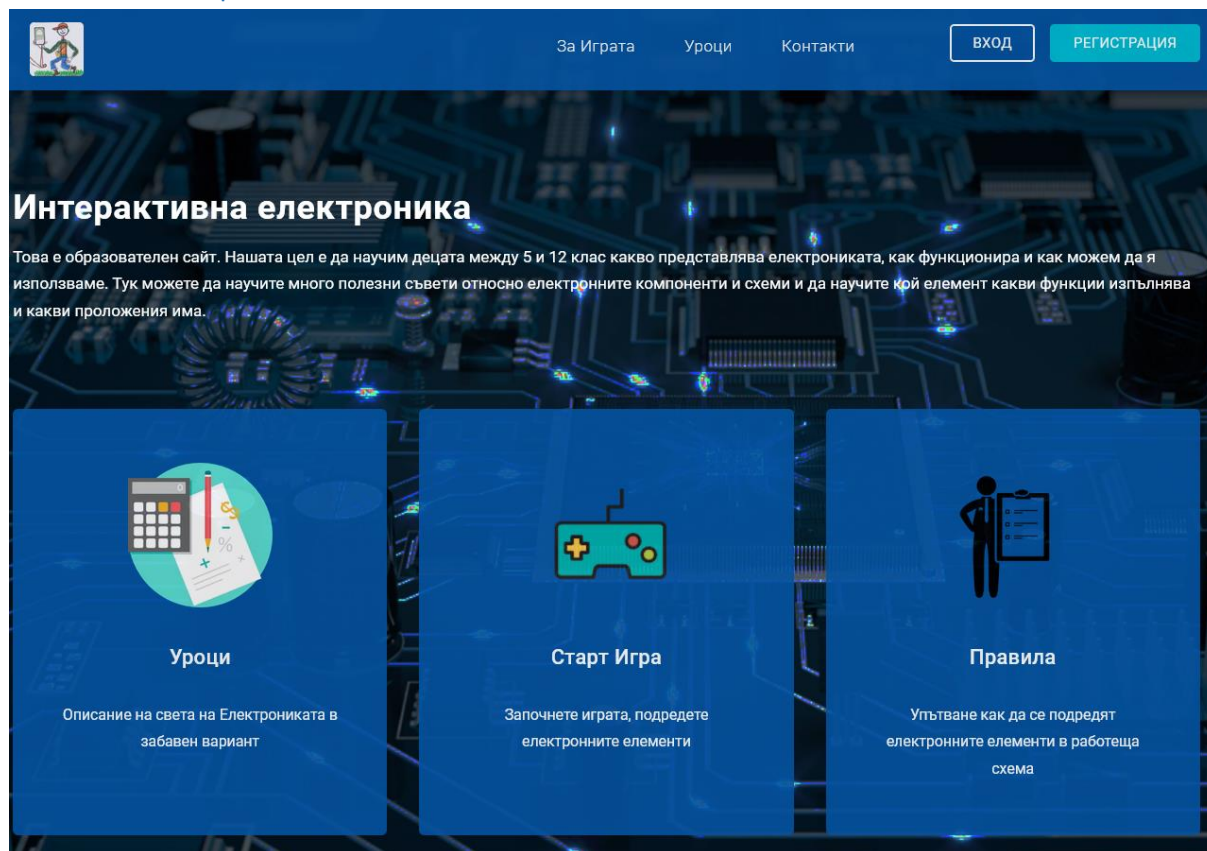 За Играта Уроци Контакти ВХОД РЕГИСТРАЦИЯ
Интерактивна електроника
Това е образователен сайт. Нашата цел е да научим децата между 5 и 12 клас какво представлява електрониката, как функционира и как можем да я
използваме. Тук можете да научите много полезни съвети относно електронните компоненти и схеми и да научите кой елемент какви функции изпълнява
и какви проложения има.
Уроци
Описание на света на Електрониката в
забавен вариант
Старт Игра
Започнете играта, подредете
електронните елементи
Правила
Упътване как да се подредят
електронните елементи в работеща
схема